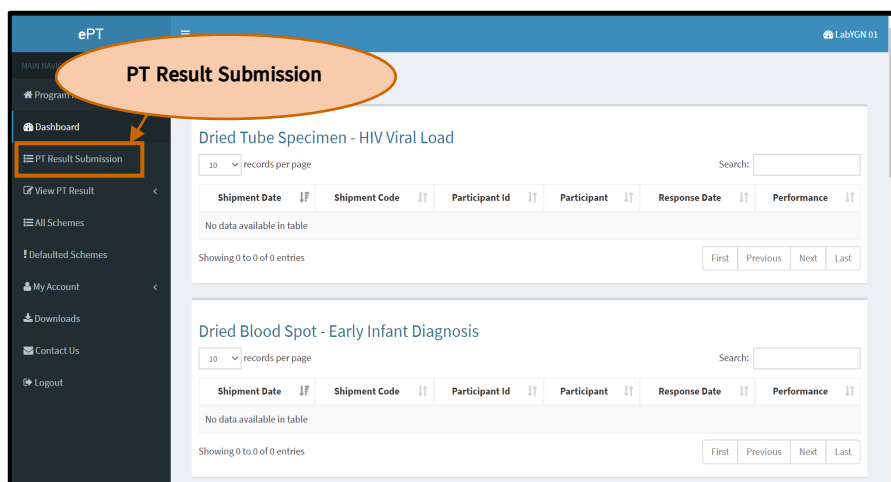 ePT
LabYGN 01
MAIN NAV
PT Result Submission
Program
Dashboard
PT Result Submission
View PT Result
All Schemes
! Defaulted Schemes
My Account
Downloads
Contact Us
Logout
Dried Tube Specimen - HIV Viral Load
10 records per page Search:
Shipment Date Shipment Code Participant Id Participant Response Date Performance
No data available in table
Showing 0 to 0 of 0 entries First Previous Next Last
Dried Blood Spot - Early Infant Diagnosis
10 records per page Search:
Shipment Date Shipment Code Participant Id Participant Response Date Performance
No data available in table
Showing 0 to 0 of 0 entries First Previous Next Last